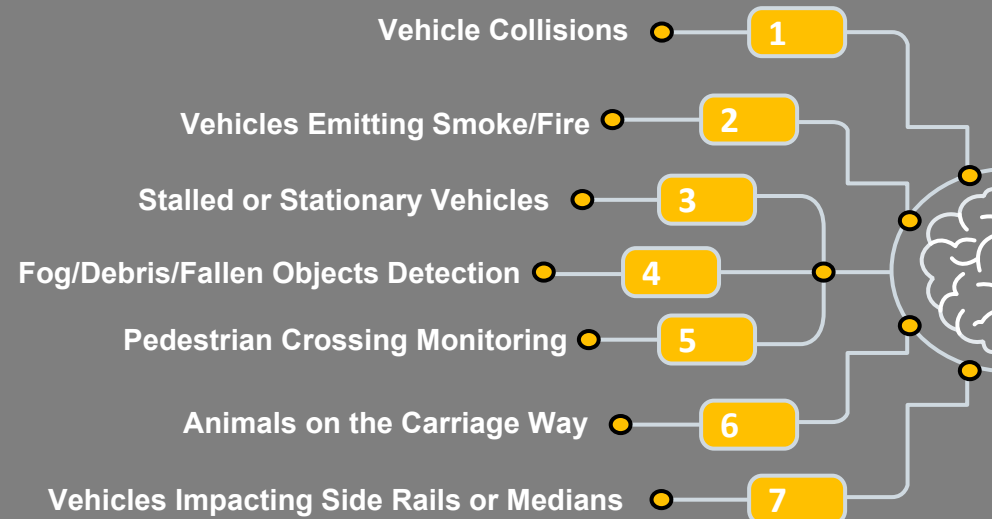 Vehicle Collisions 1
Vehicles Emitting Smoke/Fire 2
Stalled or Stationary Vehicles 3
Fog/Debris/Fallen Objects Detection 4
Pedestrian Crossing Monitoring 5
Animals on the Carriage Way 6
Vehicles Impacting Side Rails or Medians 7